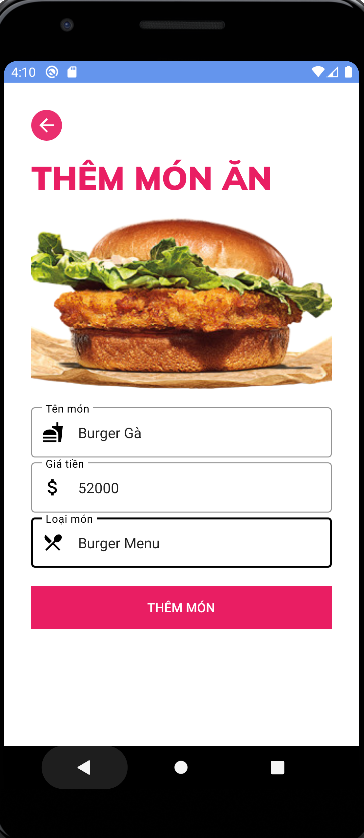 4:10
THÊM MÓN ĂN
Tên món
Burger Gà
Giá tiền
$ 52000
Loại món
Burger Menu
THÊM MÓN